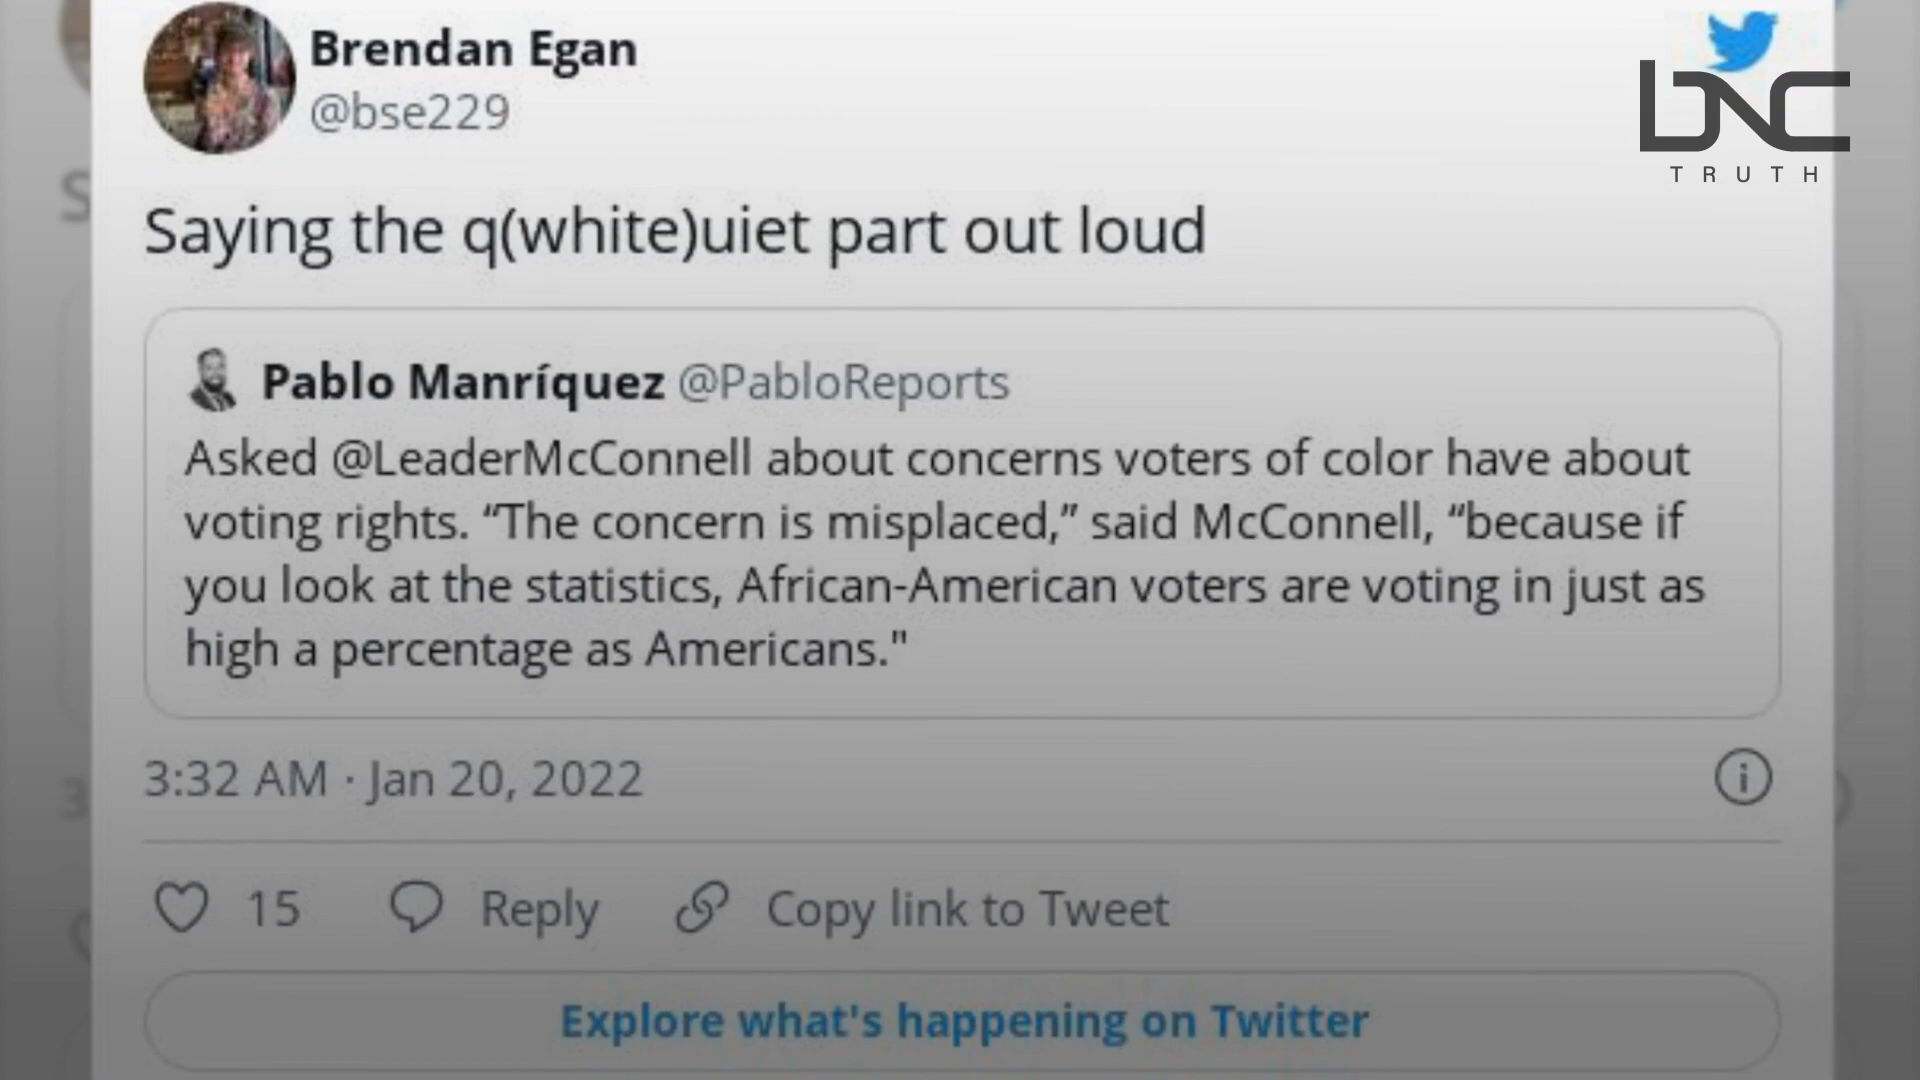 Brendan Egan
@bse229
bnc
TRUTH
Saying the q(white)uiet part out loud
Pablo Manríquez @PabloReports
Asked @LeaderMcConnell about concerns voters of color have about
voting rights. “The concern is misplaced,” said McConnell, “because if
you look at the statistics, African-American voters are voting in just as
high a percentage as Americans."
3:32 AM · Jan 20, 2022
15 Reply Copy link to Tweet
Explore what's happening on Twitter